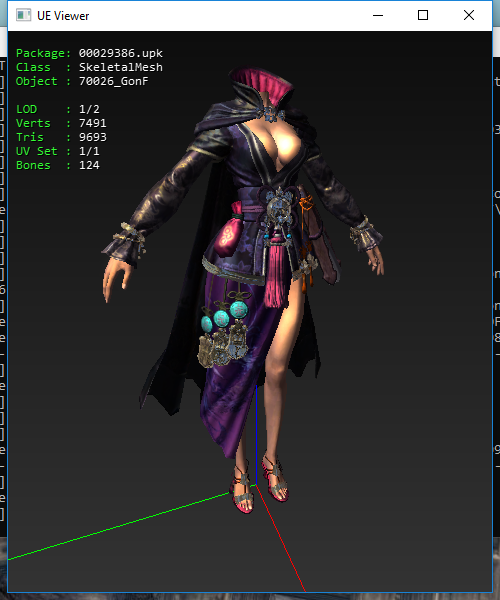 UE Viewer
Package: 00029386.upk
Class : SkeletalMesh
Object : 70026_GonF
LOD : 1/2
Verts : 7491
Tris : 9693
UV Set : 1/1
Bones : 124